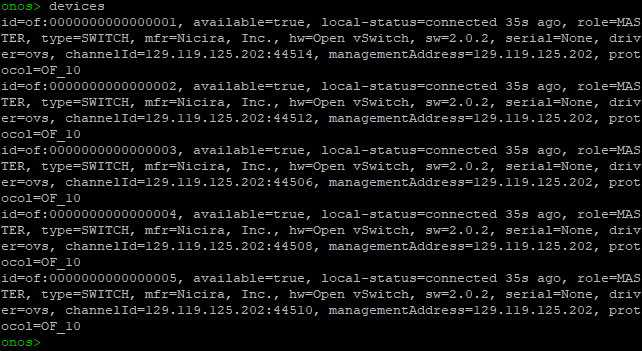 onos> devices
id=of:0000000000000001, available=true, local-status=connected 35s ago, role=MAS
TER, type=SWITCH, mfr=Nicira, Inc., hw=Open vSwitch, sw=2.0.2, serial=None, driv
er=ovs, channelId=129.119.125.202:44514, managementAddress=129.119.125.202, prot
ocol=OF_10
id=of:0000000000000002, available=true, local-status=connected 35s ago, role=MAS
TER, type=SWITCH, mfr=Nicira, Inc., hw=Open vSwitch, sw=2.0.2, serial=None, driv
er=ovs, channelId=129.119.125.202:44512, managementAddress=129.119.125.202, prot
ocol=OF_10
id=of:0000000000000003, available=true, local-status=connected 35s ago, role=MAS
TER, type=SWITCH, mfr=Nicira, Inc., hw=Open vSwitch, sw=2.0.2, serial=None, driv
er=ovs, channelId=129.119.125.202:44506, managementAddress=129.119.125.202, prot
ocol=OF_10
id=of:0000000000000004, available=true, local-status=connected 35s ago, role=MAS
TER, type=SWITCH, mfr=Nicira, Inc., hw=Open vSwitch, sw=2.0.2, serial=None, driv
er=ovs, channelId=129.119.125.202:44508, managementAddress=129.119.125.202, prot
ocol=OF_10
id=of:0000000000000005, available=true, local-status=connected 35s ago, role=MAS
TER, type=SWITCH, mfr=Nicira, Inc., hw=Open vSwitch, sw=2.0.2, serial=None, driv
er=ovs, channelId=129.119.125.202:44510, managementAddress=129.119.125.202, prot
ocol=OF_10
onos>